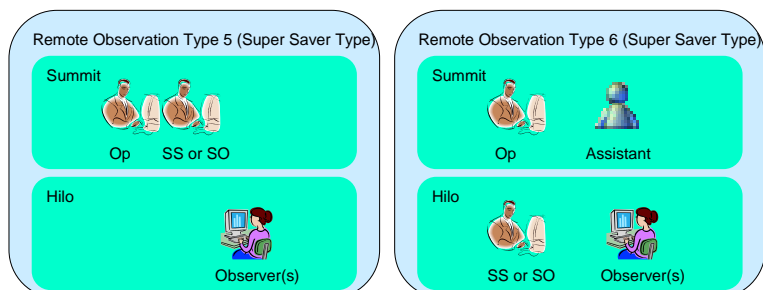 Remote Observation Type 5 (Super Saver Type)
Summit
Op SS or SO
Hilo
Observer(s)
Remote Observation Type 6 (Super Saver Type)
Summit
Op Assistant
Hilo
SS or SO Observer(s)